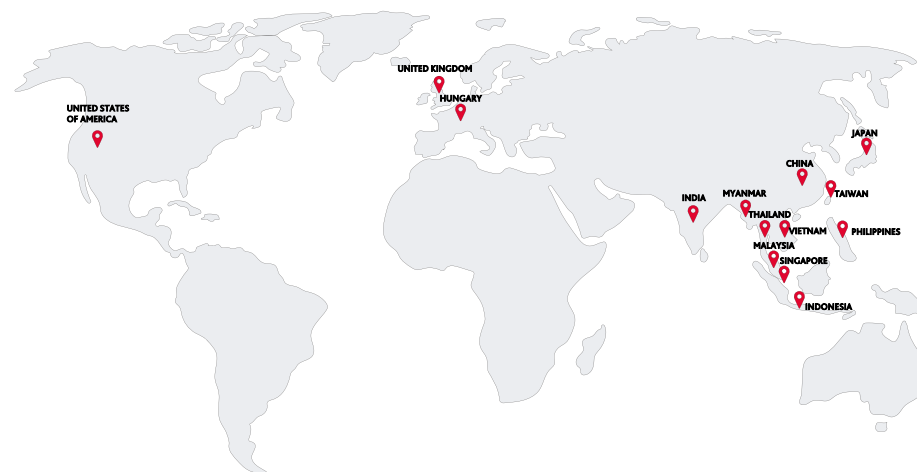 UNITED KINGDOM
HUNGARY
UNITED STATES
OF AMERICA
JAPAN
CHINA
INDIA
MYANMAR
TAIWAN
THAILAND
VIETNAM
PHILIPPINES
MALAYSIA
SINGAPORE
INDONESIA